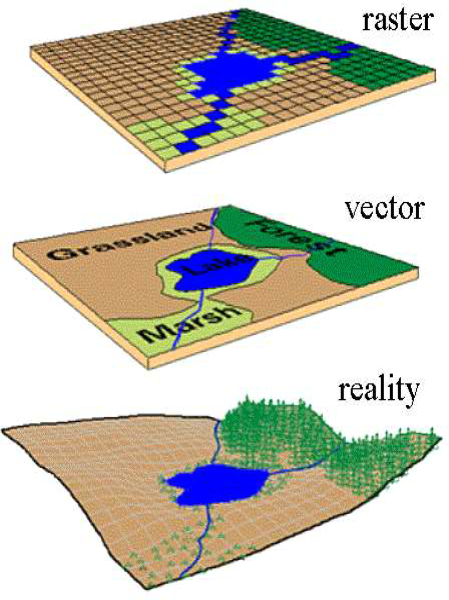 raster
vector
Grassland
Forest
Lake
Marsh
reality